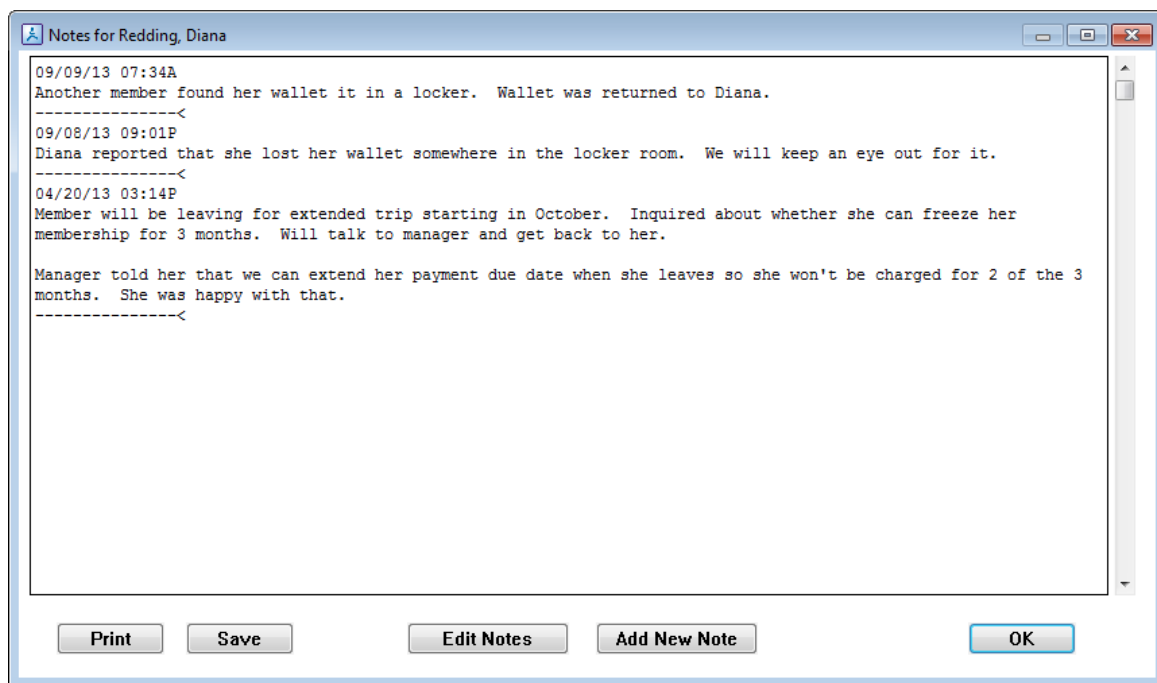 Notes for Redding, Diana
09/09/13 07:34A
Another member found her wallet it in a locker.  Wallet was returned to Diana.
---------------<
09/08/13 09:01P
Diana reported that she lost her wallet somewhere in the locker room.  We will keep an eye out for it.
---------------<
04/20/13 03:14P
Member will be leaving for extended trip starting in October.  Inquired about whether she can freeze her
membership for 3 months.  Will talk to manager and get back to her.

Manager told her that we can extend her payment due date when she leaves so she won't be charged for 2 of the 3
months.  She was happy with that.
---------------<
Print
Save
Edit Notes
Add New Note
OK